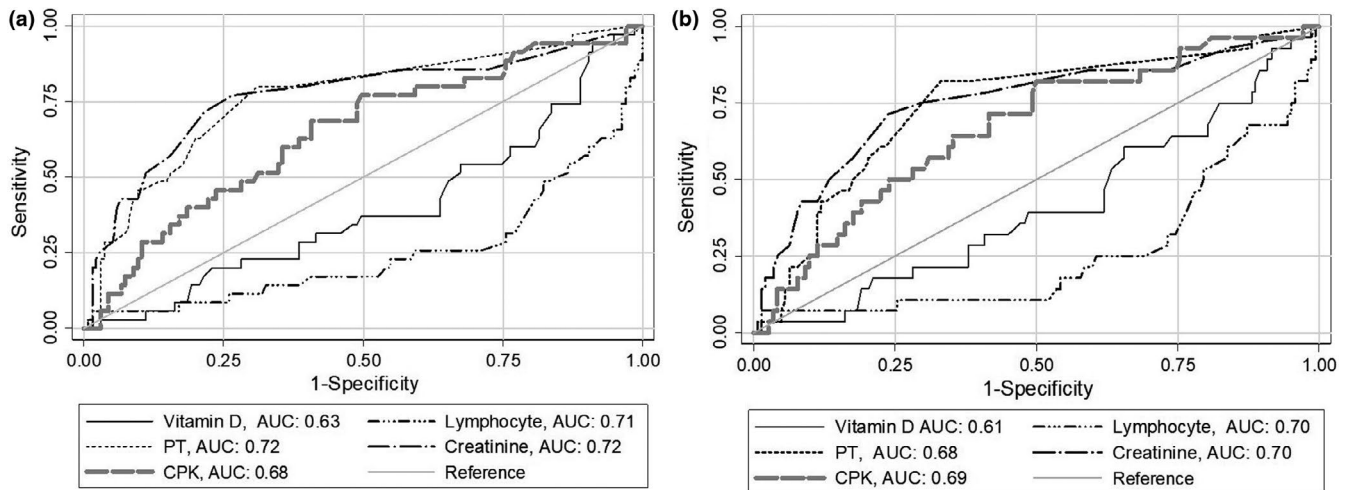 (a)
1.00
0.75
0.50
0.25
0.00
Sensitivity
0.00 0.25 0.50 0.75 1.00
1-Specificity
Vitamin D, AUC: 0.63 Lymphocyte, AUC: 0.71
PT, AUC: 0.72 Creatinine, AUC: 0.72
CPK, AUC: 0.68 Reference
(b)
1.00
0.75
0.50
0.25
0.00
Sensitivity
0.00 0.25 0.50 0.75 1.00
1-Specificity
Vitamin D AUC: 0.61 Lymphocyte, AUC: 0.70
PT, AUC: 0.68 Creatinine, AUC: 0.70
CPK, AUC: 0.69 Reference